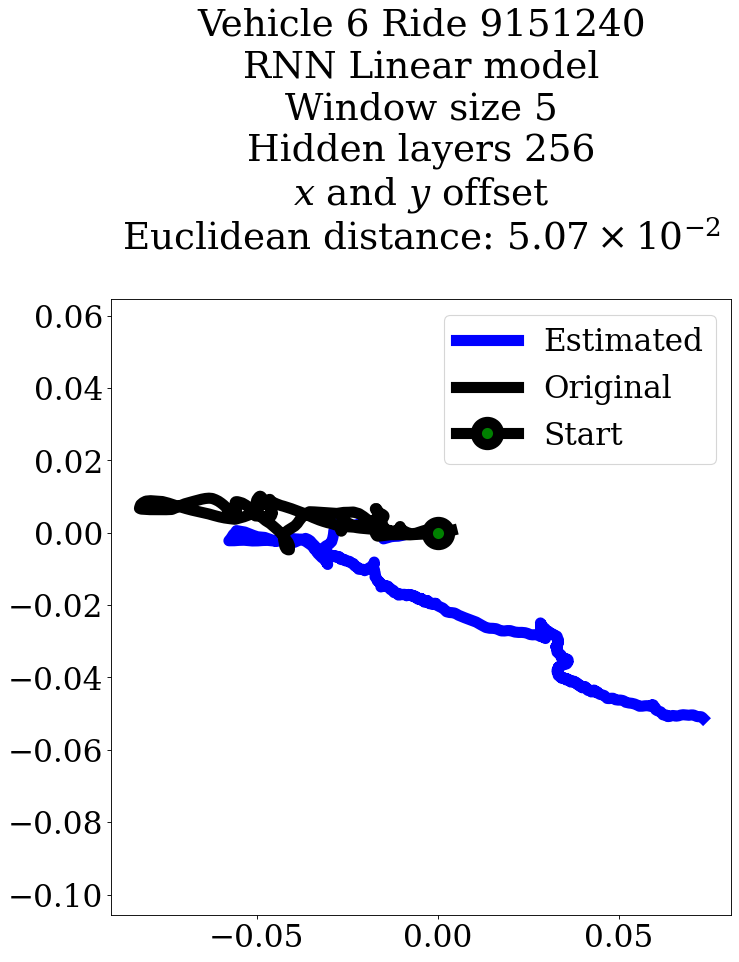 Vehicle 6 Ride 9151240
RNN Linear model
Window size 5
Hidden layers 256
x and y offset
Euclidean distance: 5.07 × 10⁻²
Estimated
Original
Start
0.06
0.04
0.02
0.00
−0.02
−0.04
−0.06
−0.08
−0.10
−0.05 0.00 0.05